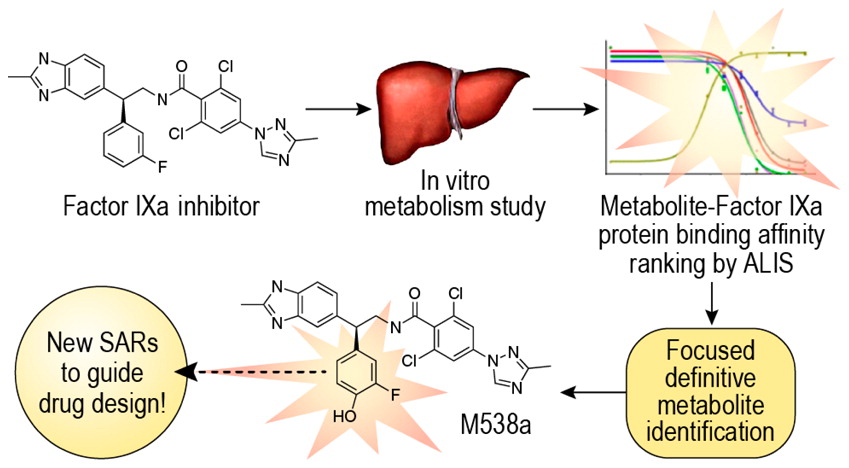 N
N
H
N
O
Cl
Cl
F
N
N
N
Factor IXa inhibitor
In vitro
metabolism study
Metabolite-Factor IXa
protein binding affinity
ranking by ALIS
Focused
definitive
metabolite
identification
N
N
N
H
O
Cl
Cl
F
HO
N
N
N
M538a
New SARs
to guide
drug design!